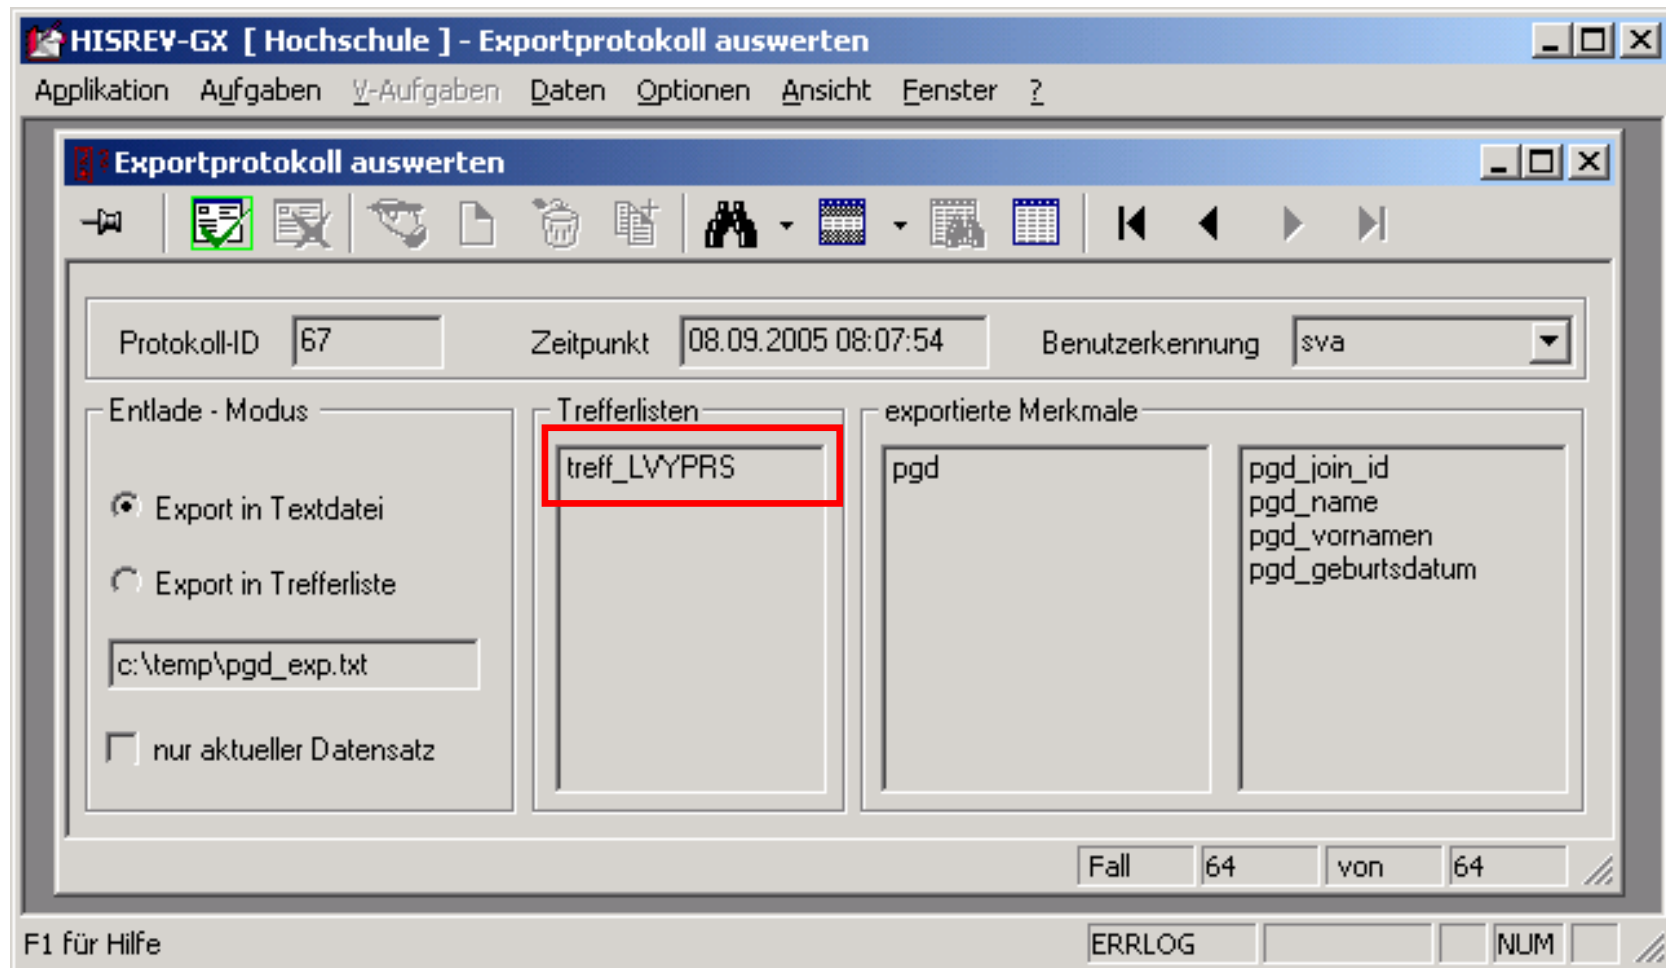 HISREV-GX [ Hochschule ] - Exportprotokoll auswerten
Applikation Aufgaben V-Aufgaben Daten Optionen Ansicht Fenster ?
Exportprotokoll auswerten
Protokoll-ID 67 Zeitpunkt 08.09.2005 08:07:54 Benutzerkennung sva
Entlade - Modus
Export in Textdatei
Export in Trefferliste
c:\temp\pgd_exp.txt
nur aktueller Datensatz
Trefferlisten
treff_LVYPRS
exportierte Merkmale
pgd
pgd_join_id
pgd_name
pgd_vornamen
pgd_geburtsdatum
Fall 64 von 64
F1 für Hilfe ERRLOG NUM